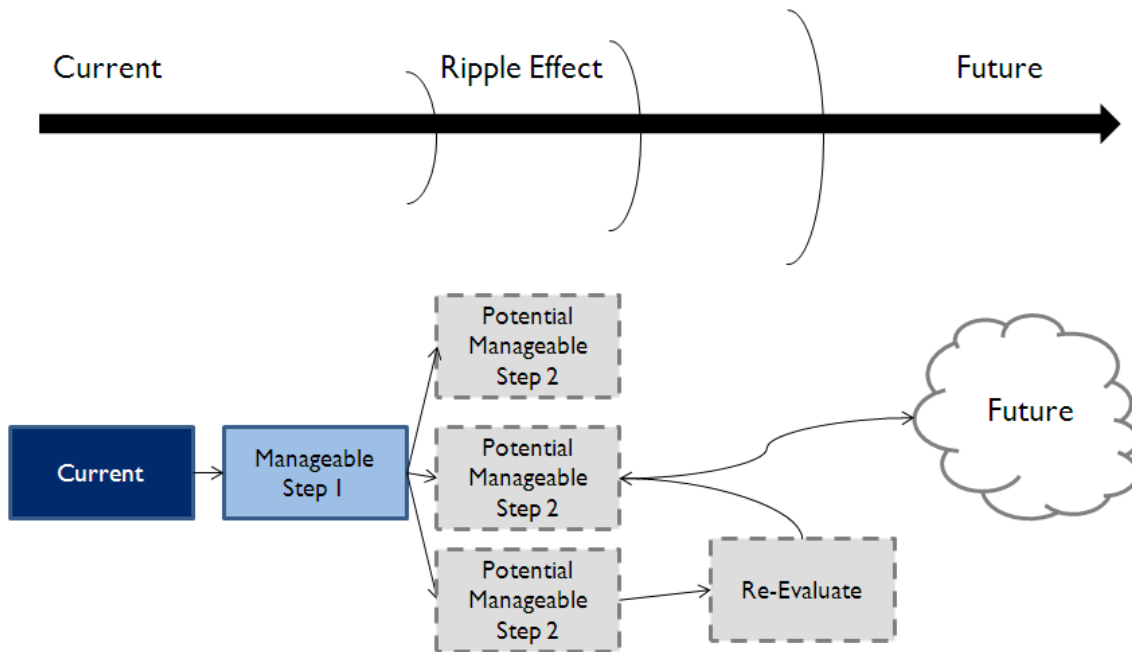 Current
Ripple Effect
Future
Potential
Manageable
Step 2
Future
Current
Manageable
Step 1
Potential
Manageable
Step 2
Potential
Manageable
Step 2
Re-Evaluate